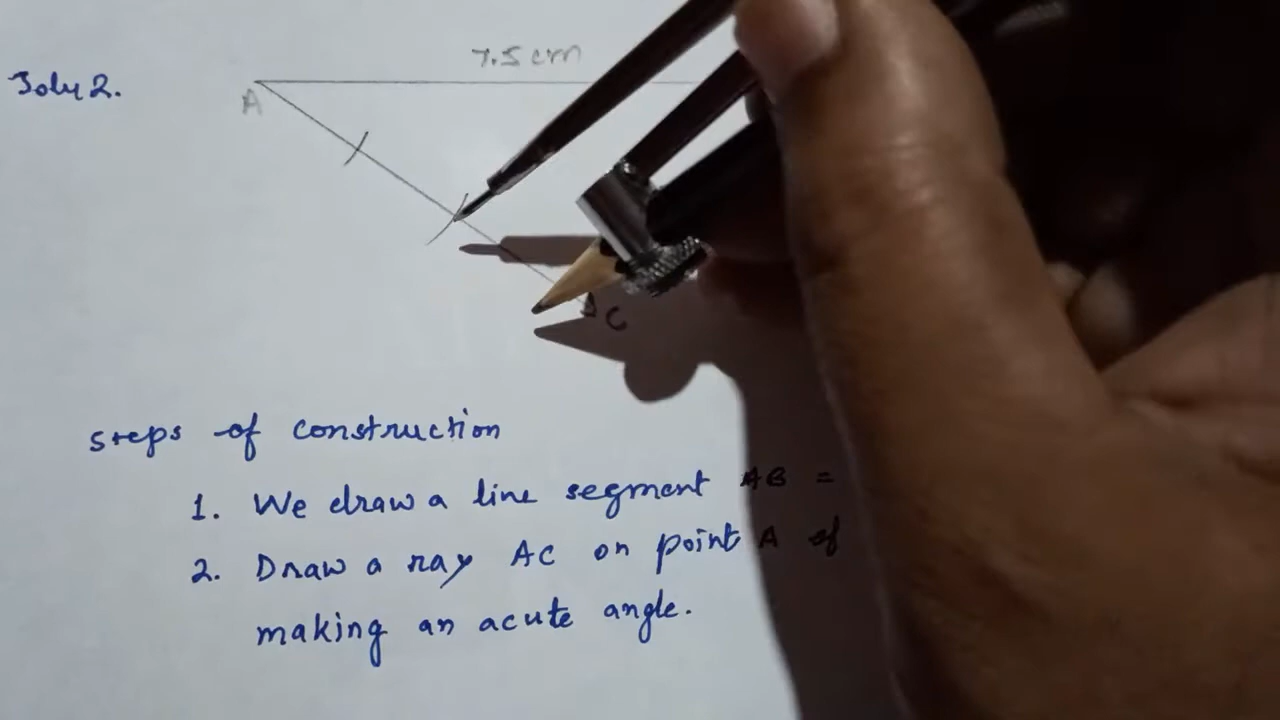 Soln 2.
7.5 cm
A
C
Steps of construction
1. We draw a line segment AB =
2. Draw a ray AC on point A of
making an acute angle.